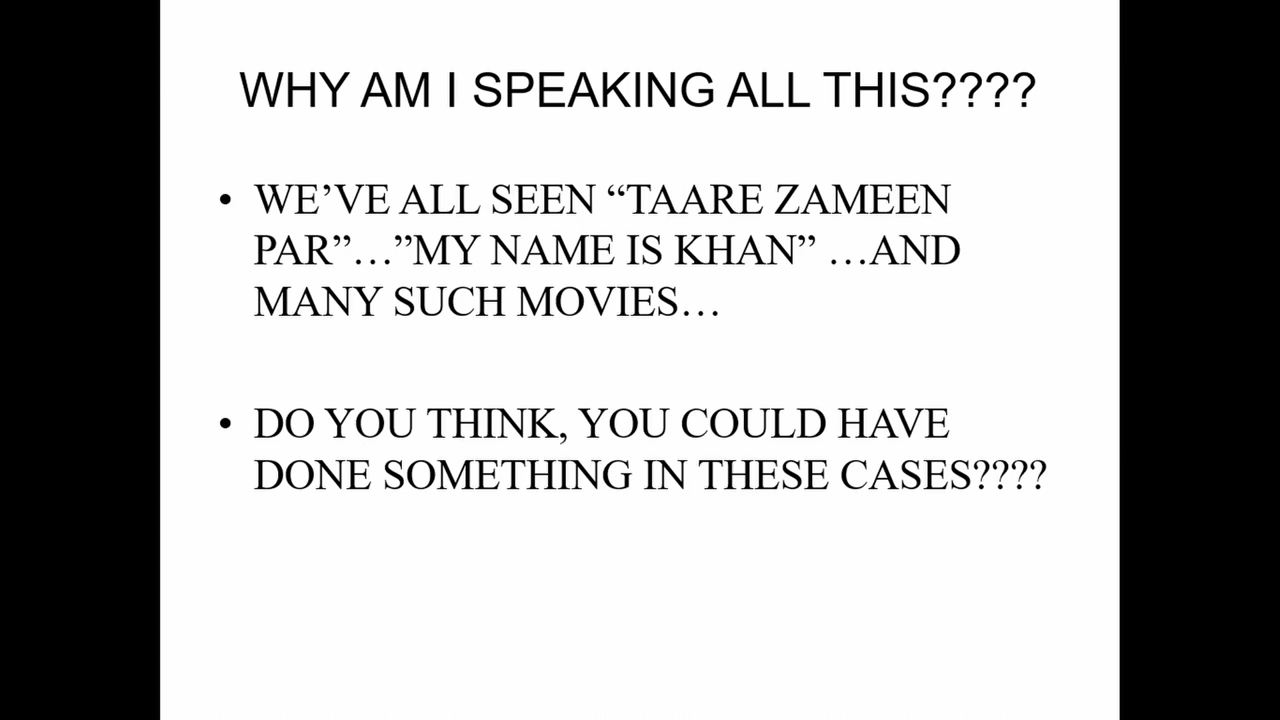 WHY AM I SPEAKING ALL THIS????
• WE’VE ALL SEEN “TAARE ZAMEEN
PAR”…”MY NAME IS KHAN” …AND
MANY SUCH MOVIES…
• DO YOU THINK, YOU COULD HAVE
DONE SOMETHING IN THESE CASES????